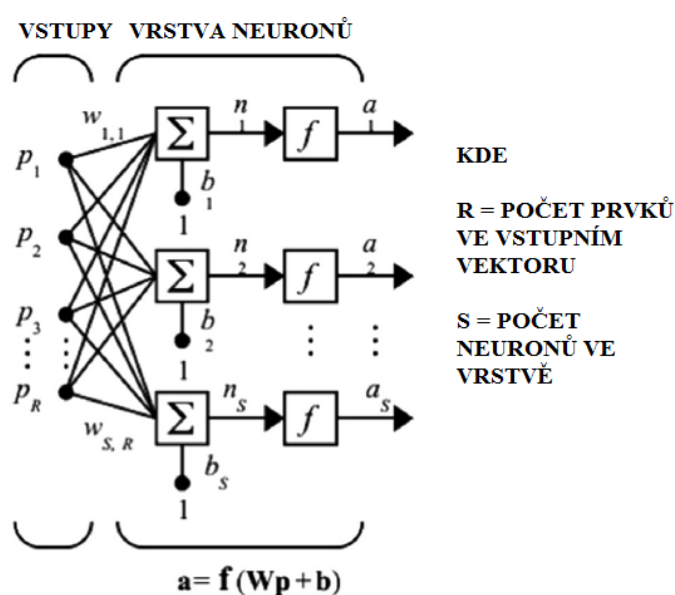 VSTUPY VRSTVA NEURONŮ
w1,1
p1
p2
p3
pR
wS, R
Σ n1 f a1
b1
1
Σ n2 f a2
b2
1
Σ nS f aS
bS
1
a= f (Wp+b)
KDE
R = POČET PRVKŮ
VE VSTUPNÍM
VEKTORU
S = POČET
NEURONŮ VE
VRSTVĚ